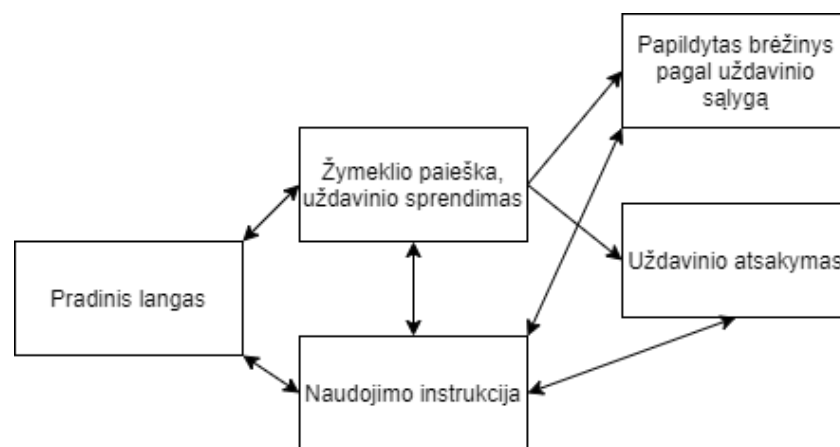 Papildytas brėžinys
pagal uždavinio
sąlygą
Žymeklio paieška,
uždavinio sprendimas
Uždavinio atsakymas
Pradinis langas
Naudojimo instrukcija